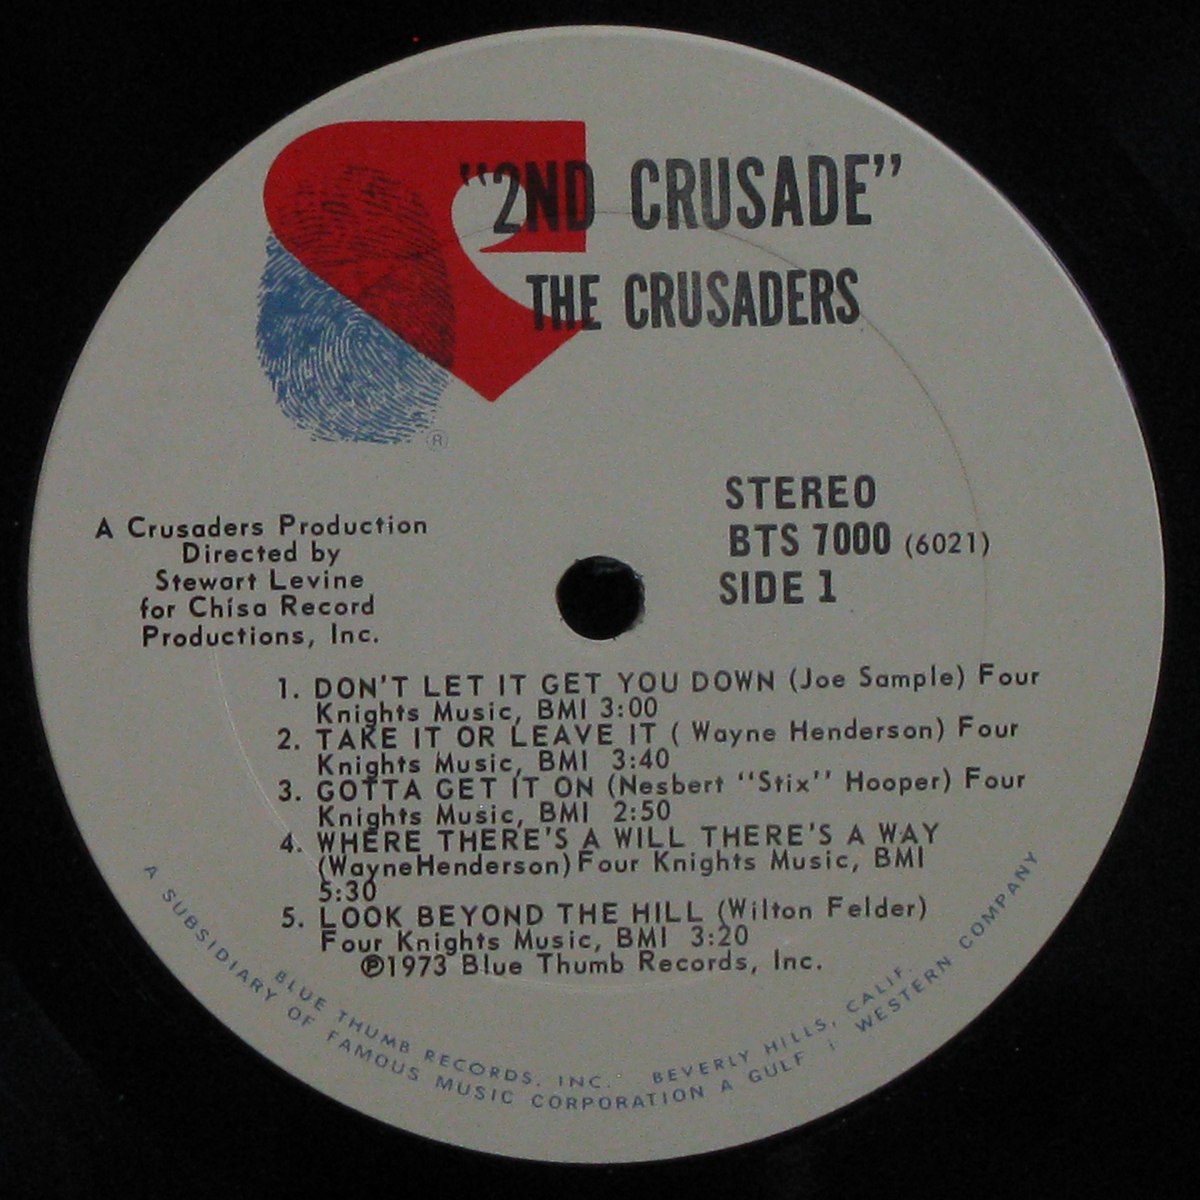 "2ND CRUSADE"
THE CRUSADERS
®
STEREO
BTS 7000 (6021)
SIDE 1
A Crusaders Production
Directed by
Stewart Levine
for Chisa Record
Productions, Inc.
1. DON'T LET IT GET YOU DOWN (Joe Sample) Four
Knights Music, BMI 3:00
2. TAKE IT OR LEAVE IT ( Wayne Henderson) Four
Knights Music, BMI 3:40
3. GOTTA GET IT ON (Nesbert "Stix" Hooper) Four
Knights Music, BMI 2:50
4. WHERE THERE'S A WILL THERE'S A WAY
(WayneHenderson) Four Knights Music, BMI
5:30
5. LOOK BEYOND THE HILL (Wilton Felder)
Four Knights Music, BMI 3:20
℗1973 Blue Thumb Records, Inc.
BLUE THUMB RECORDS, INC. BEVERLY HILLS, CALIF.
A SUBSIDIARY OF FAMOUS MUSIC CORPORATION A GULF + WESTERN COMPANY